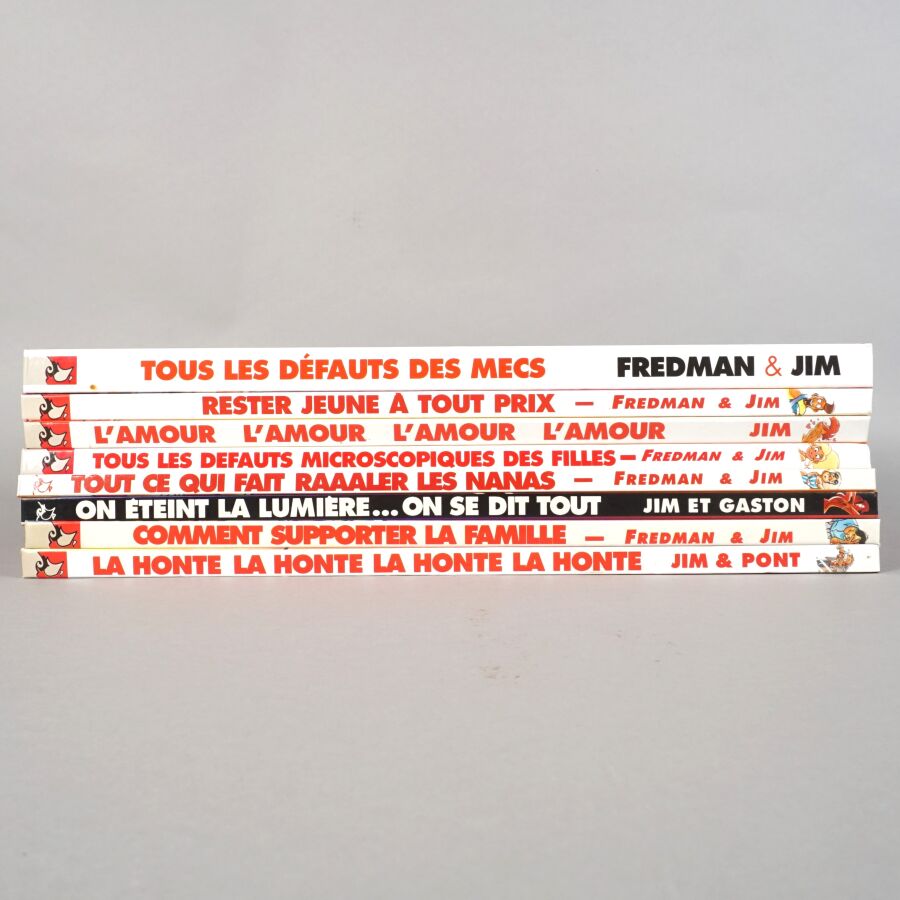 TOUS LES DÉFAUTS DES MECS FREDMAN & JIM
RESTER JEUNE À TOUT PRIX — FREDMAN & JIM
L'AMOUR L'AMOUR L'AMOUR L'AMOUR JIM
TOUS LES DEFAUTS MICROSCOPIQUES DES FILLES — FREDMAN & JIM
TOUT CE QUI FAIT RAAALER LES NANAS — FREDMAN & JIM
ON ÉTEINT LA LUMIÈRE... ON SE DIT TOUT JIM ET GASTON
COMMENT SUPPORTER LA FAMILLE — FREDMAN & JIM
LA HONTE LA HONTE LA HONTE LA HONTE JIM & PONT